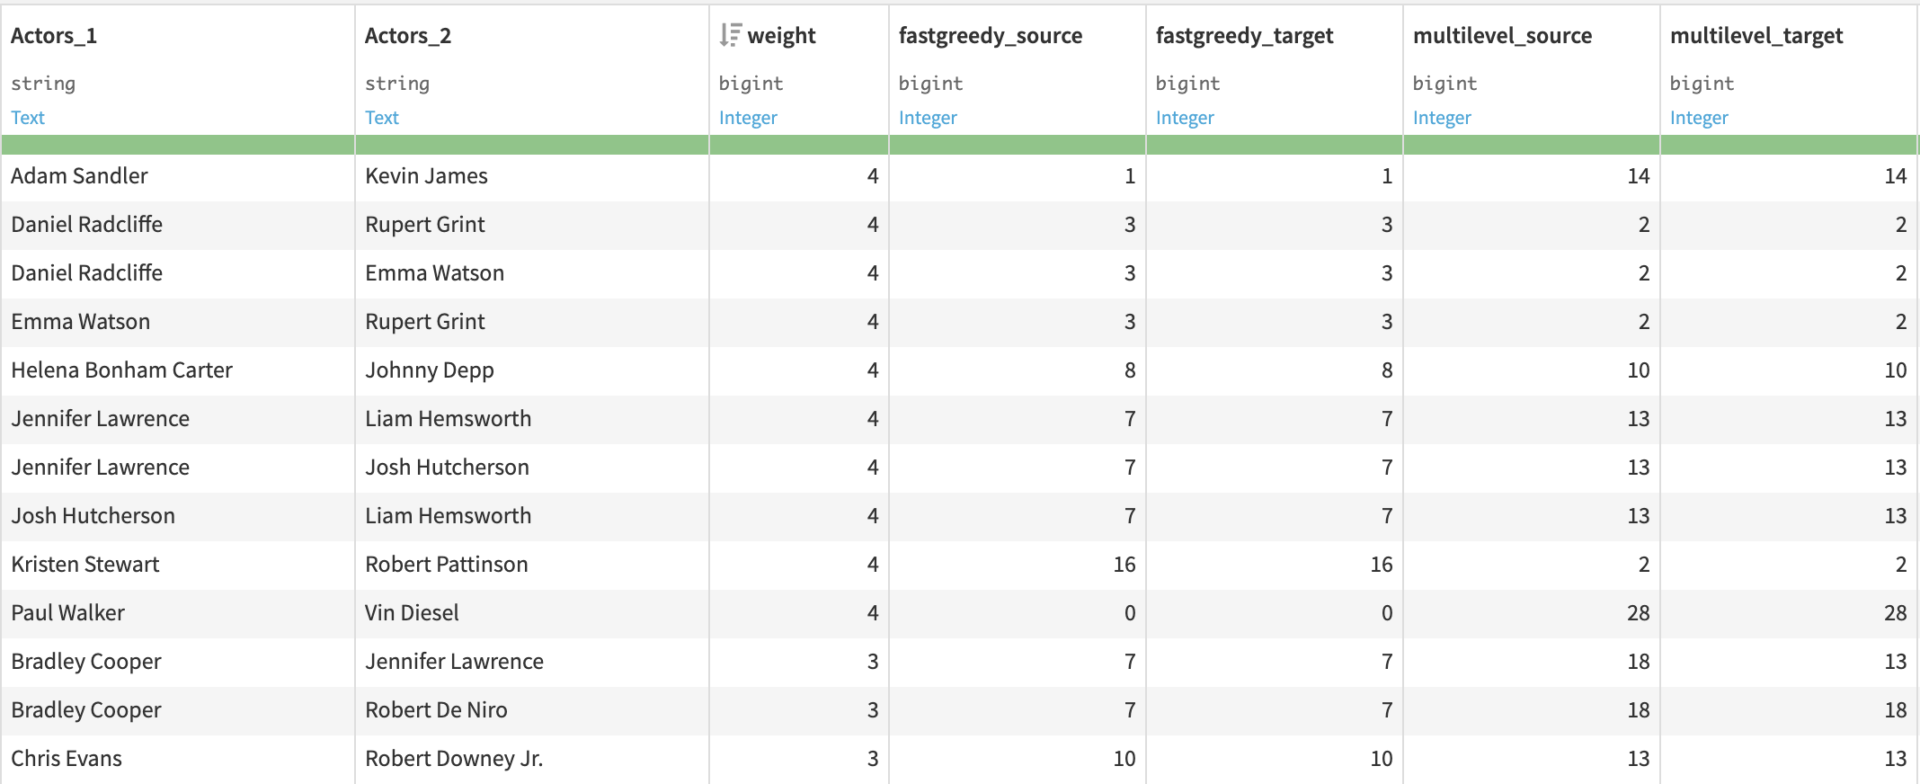 Actors_1 Actors_2 weight fastgreedy_source fastgreedy_target multilevel_source multilevel_target
string string bigint bigint bigint bigint bigint
Text Text Integer Integer Integer Integer Integer
Adam Sandler Kevin James 4 1 1 14 14
Daniel Radcliffe Rupert Grint 4 3 3 2 2
Daniel Radcliffe Emma Watson 4 3 3 2 2
Emma Watson Rupert Grint 4 3 3 2 2
Helena Bonham Carter Johnny Depp 4 8 8 10 10
Jennifer Lawrence Liam Hemsworth 4 7 7 13 13
Jennifer Lawrence Josh Hutcherson 4 7 7 13 13
Josh Hutcherson Liam Hemsworth 4 7 7 13 13
Kristen Stewart Robert Pattinson 4 16 16 2 2
Paul Walker Vin Diesel 4 0 0 28 28
Bradley Cooper Jennifer Lawrence 3 7 7 18 13
Bradley Cooper Robert De Niro 3 7 7 18 18
Chris Evans Robert Downey Jr. 3 10 10 13 13